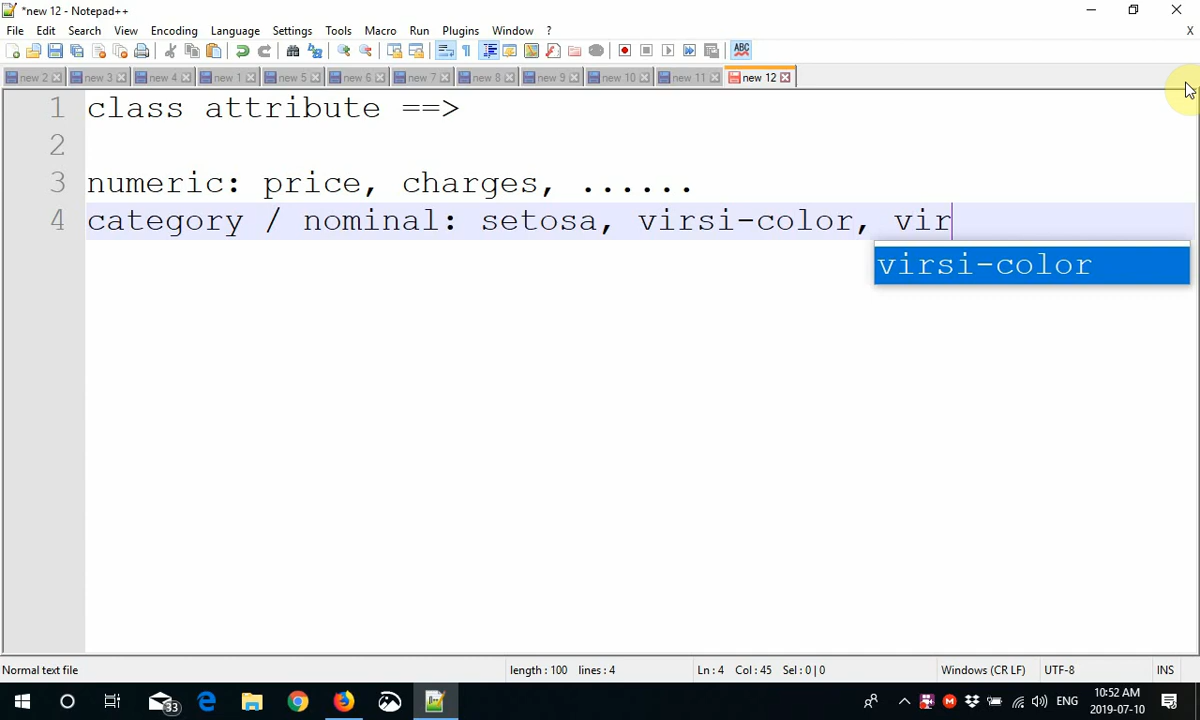 *new 12 - Notepad++
File Edit Search View Encoding Language Settings Tools Macro Run Plugins Window ?
X
ABC
new 2 new 3 new 4 new 1 new 5 new 6 new 7 new 8 new 9 new 10 new 11 new 12
1 class attribute ==>
2
3 numeric: price, charges, ......
4 category / nominal: setosa, virsi-color, vir
virsi-color
Normal text file length : 100 lines : 4 Ln : 4 Col : 45 Sel : 0 | 0 Windows (CR LF) UTF-8 INS
33 M ENG 10:52 AM
2019-07-10